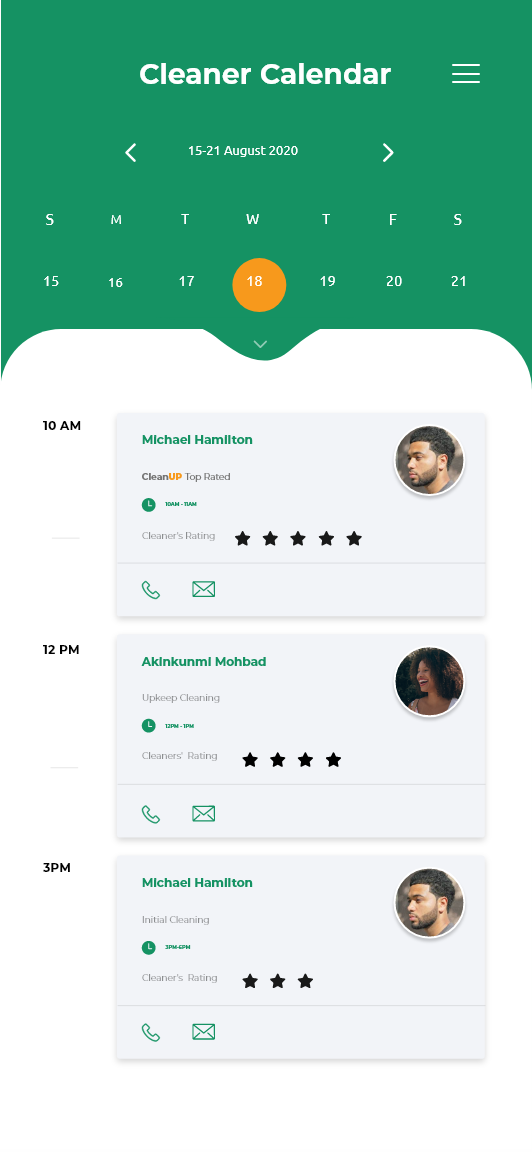 Cleaner Calendar
15-21 August 2020
S M T W T F S
15 16 17 18 19 20 21
10 AM
Michael Hamilton
CleanUP Top Rated
10AM - 11AM
Cleaner's Rating
12 PM
Akinkunmi Mohbad
Upkeep Cleaning
12PM - 1PM
Cleaners' Rating
3PM
Michael Hamilton
Initial Cleaning
3PM-6PM
Cleaner's Rating